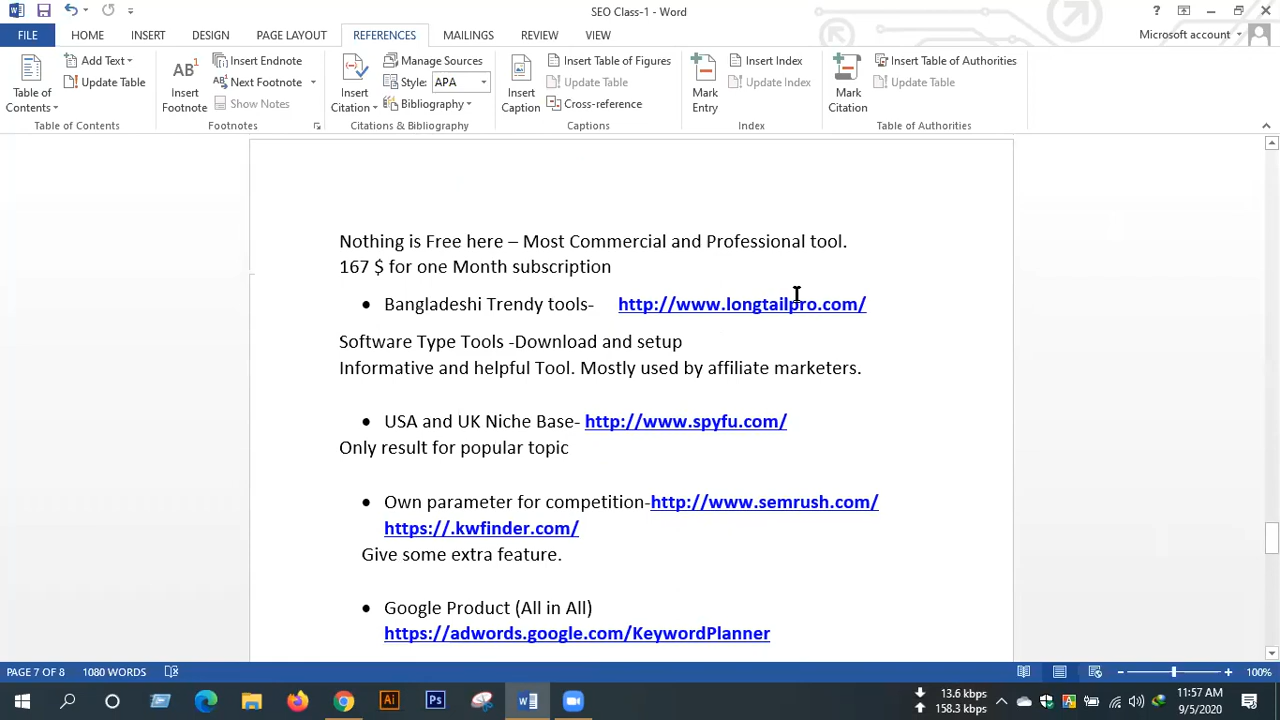 SEO Class-1 - Word
?
FILE HOME INSERT DESIGN PAGE LAYOUT REFERENCES MAILINGS REVIEW VIEW Microsoft account
Table of Contents
Add Text
Update Table
Table of Contents
AB1
Insert Footnote
Insert Endnote
Next Footnote
Show Notes
Footnotes
Insert Citation
Manage Sources
Style: APA
Bibliography
Citations & Bibliography
Insert Caption
Insert Table of Figures
Update Table
Cross-reference
Captions
Mark Entry
Insert Index
Update Index
Index
Mark Citation
Insert Table of Authorities
Update Table
Table of Authorities
Nothing is Free here – Most Commercial and Professional tool.
167 $ for one Month subscription
• Bangladeshi Trendy tools- http://www.longtailpro.com/
Software Type Tools -Download and setup
Informative and helpful Tool. Mostly used by affiliate marketers.
• USA and UK Niche Base- http://www.spyfu.com/
Only result for popular topic
• Own parameter for competition-http://www.semrush.com/
https://.kwfinder.com/
Give some extra feature.
• Google Product (All in All)
https://adwords.google.com/KeywordPlanner
PAGE 7 OF 8 1080 WORDS 100%
Ai Ps
13.6 kbps
158.3 kbps
11:57 AM
9/5/2020